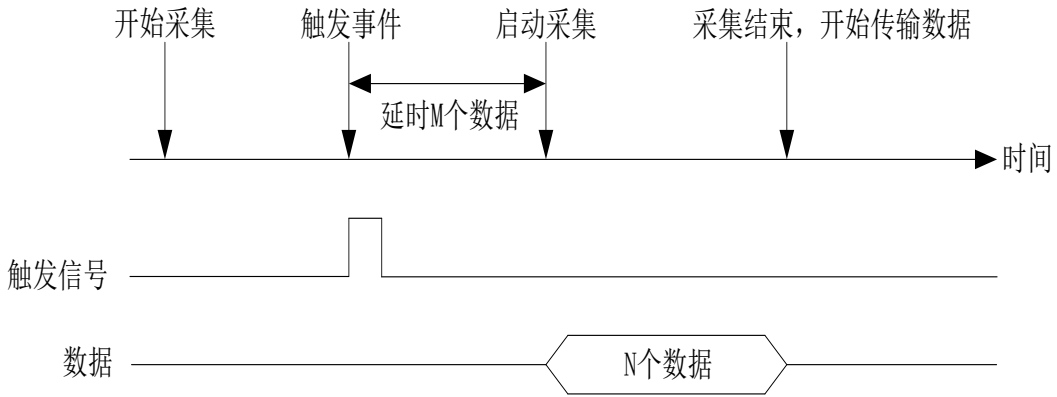 开始采集
触发事件
启动采集
采集结束，开始传输数据
延时M个数据
时间
触发信号
数据
N个数据